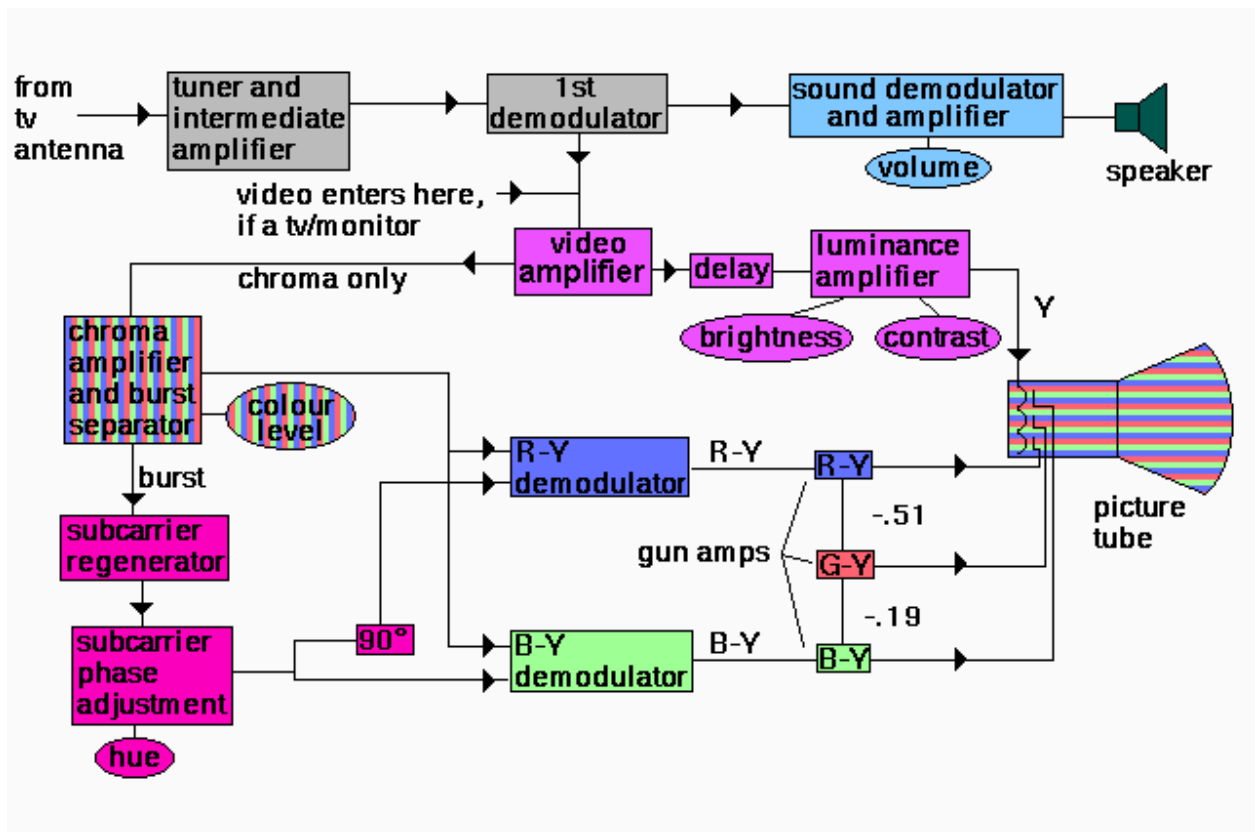 from
tv
antenna
tuner and
intermediate
amplifier
1st
demodulator
sound demodulator
and amplifier
volume
speaker
video enters here,
if a tv/monitor
video
amplifier
chroma only
delay
luminance
amplifier
brightness
contrast
Y
chroma
amplifier
and burst
separator
colour
level
burst
R-Y
demodulator
R-Y
R-Y
-.51
picture
tube
subcarrier
regenerator
gun amps
G-Y
-.19
subcarrier
phase
adjustment
90°
B-Y
demodulator
B-Y
B-Y
hue